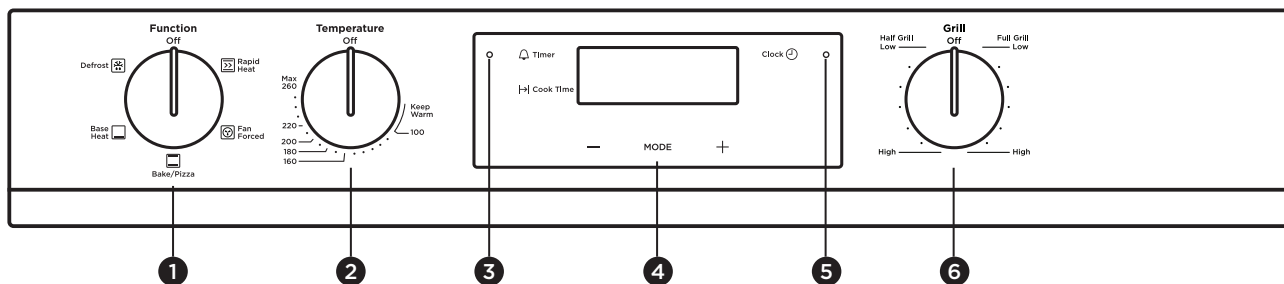 Function
Off
Defrost
Rapid
Heat
Base
Heat
Fan
Forced
Bake/Pizza
Temperature
Off
Max
260
220
200
180
160
Keep
Warm
100
TImer
Cook TIme
Clock
— MODE +
Grill
Off
Half Grill
Low
Full Grill
Low
High
High
1 2 3 4 5 6